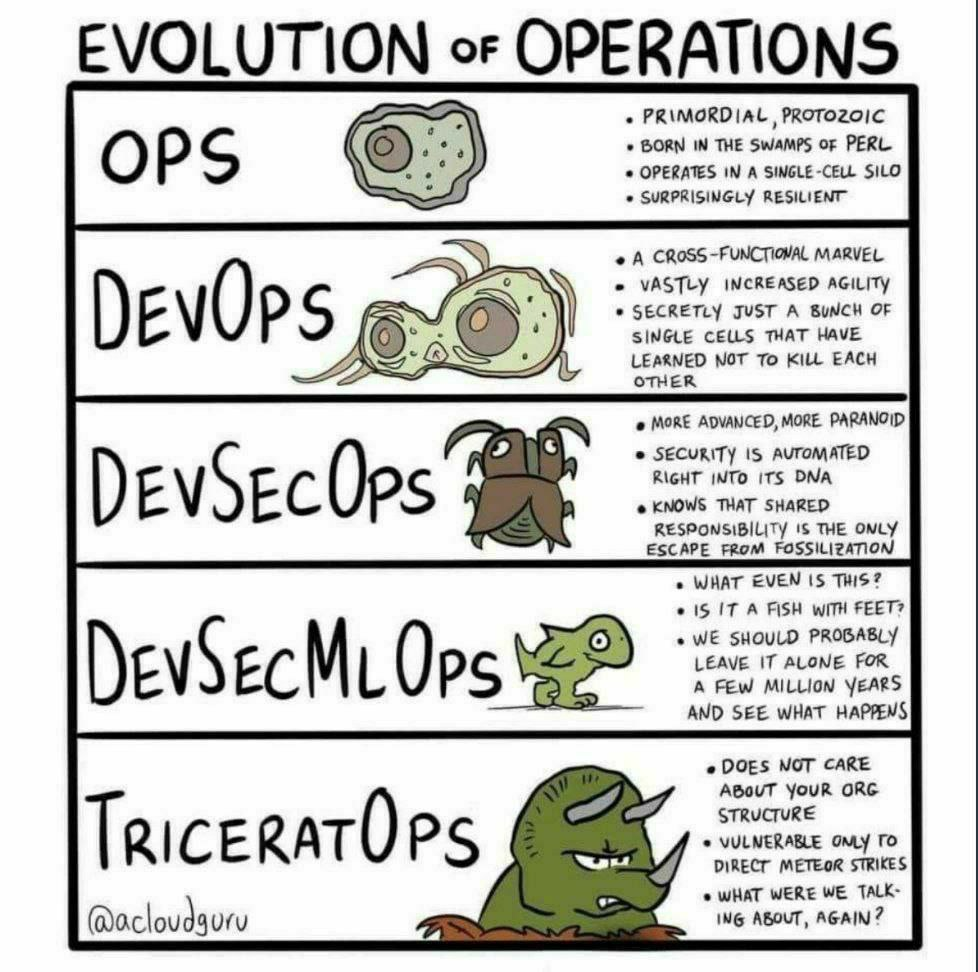 EVOLUTION OF OPERATIONS
OPS
• PRIMORDIAL, PROTOZOIC
• BORN IN THE SWAMPS OF PERL
• OPERATES IN A SINGLE-CELL SILO
• SURPRISINGLY RESILIENT
DEVOPS
• A CROSS-FUNCTIONAL MARVEL
• VASTLY INCREASED AGILITY
• SECRETLY JUST A BUNCH OF
SINGLE CELLS THAT HAVE
LEARNED NOT TO KILL EACH
OTHER
DEVSECOPS
• MORE ADVANCED, MORE PARANOID
• SECURITY IS AUTOMATED
RIGHT INTO ITS DNA
• KNOWS THAT SHARED
RESPONSIBILITY IS THE ONLY
ESCAPE FROM FOSSILIZATION
DEVSECMLOPS
• WHAT EVEN IS THIS?
• IS IT A FISH WITH FEET?
• WE SHOULD PROBABLY
LEAVE IT ALONE FOR
A FEW MILLION YEARS
AND SEE WHAT HAPPENS
TRICERATOPS
• DOES NOT CARE
ABOUT YOUR ORG
STRUCTURE
• VULNERABLE ONLY TO
DIRECT METEOR STRIKES
• WHAT WERE WE TALK-
ING ABOUT, AGAIN?
@acloudguru